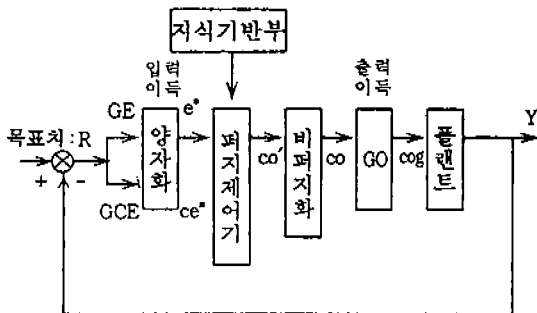 지식기반부
입력
이득
출력
이득
GE
e*
양자화
퍼지제어기
co'
비퍼지화
co
GO
cog
플랜트
Y
목표치:R
+
-
GCE
ce*